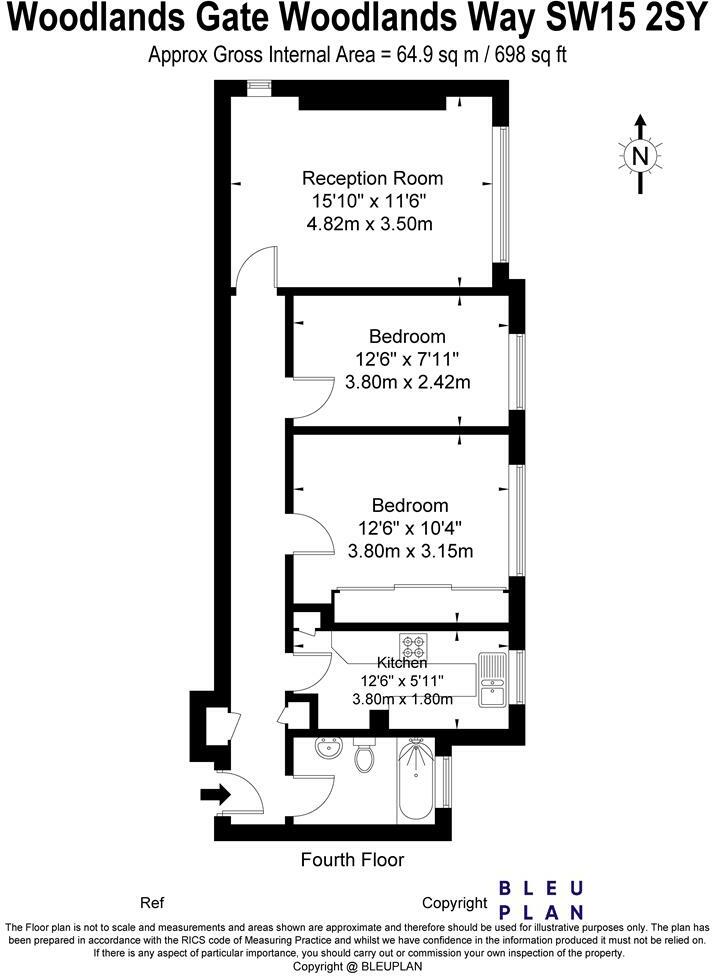 Woodlands Gate Woodlands Way SW15 2SY
Approx Gross Internal Area = 64.9 sq m / 698 sq ft
N
Reception Room
15'10" x 11'6"
4.82m x 3.50m
Bedroom
12'6" x 7'11"
3.80m x 2.42m
Bedroom
12'6" x 10'4"
3.80m x 3.15m
Kitchen
12'6" x 5'11"
3.80m x 1.80m
Fourth Floor
Ref
Copyright
BLEU
PLAN
The Floor plan is not to scale and measurements and areas shown are approximate and therefore should be used for illustrative purposes only. The plan has
been prepared in accordance with the RICS code of Measuring Practice and whilst we have confidence in the information produced it must not be relied on.
If there is any aspect of particular importance, you should carry out or commission your own inspection of the property.
Copyright @ BLEUPLAN